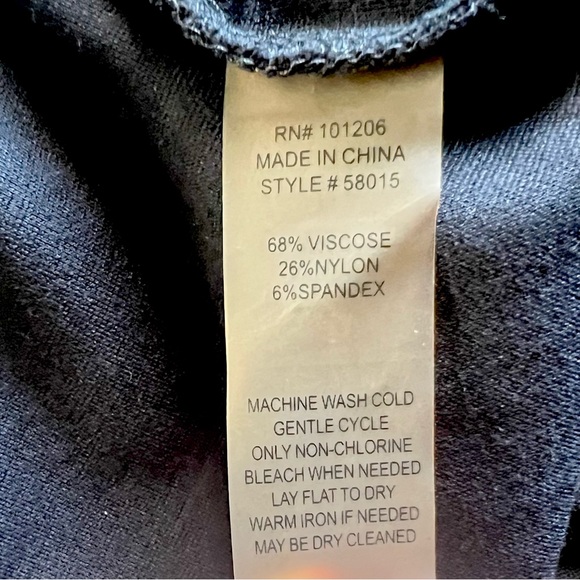 RN# 101206
MADE IN CHINA
STYLE # 58015
68% VISCOSE
26%NYLON
6%SPANDEX
MACHINE WASH COLD
GENTLE CYCLE
ONLY NON-CHLORINE
BLEACH WHEN NEEDED
LAY FLAT TO DRY
WARM IRON IF NEEDED
MAY BE DRY CLEANED